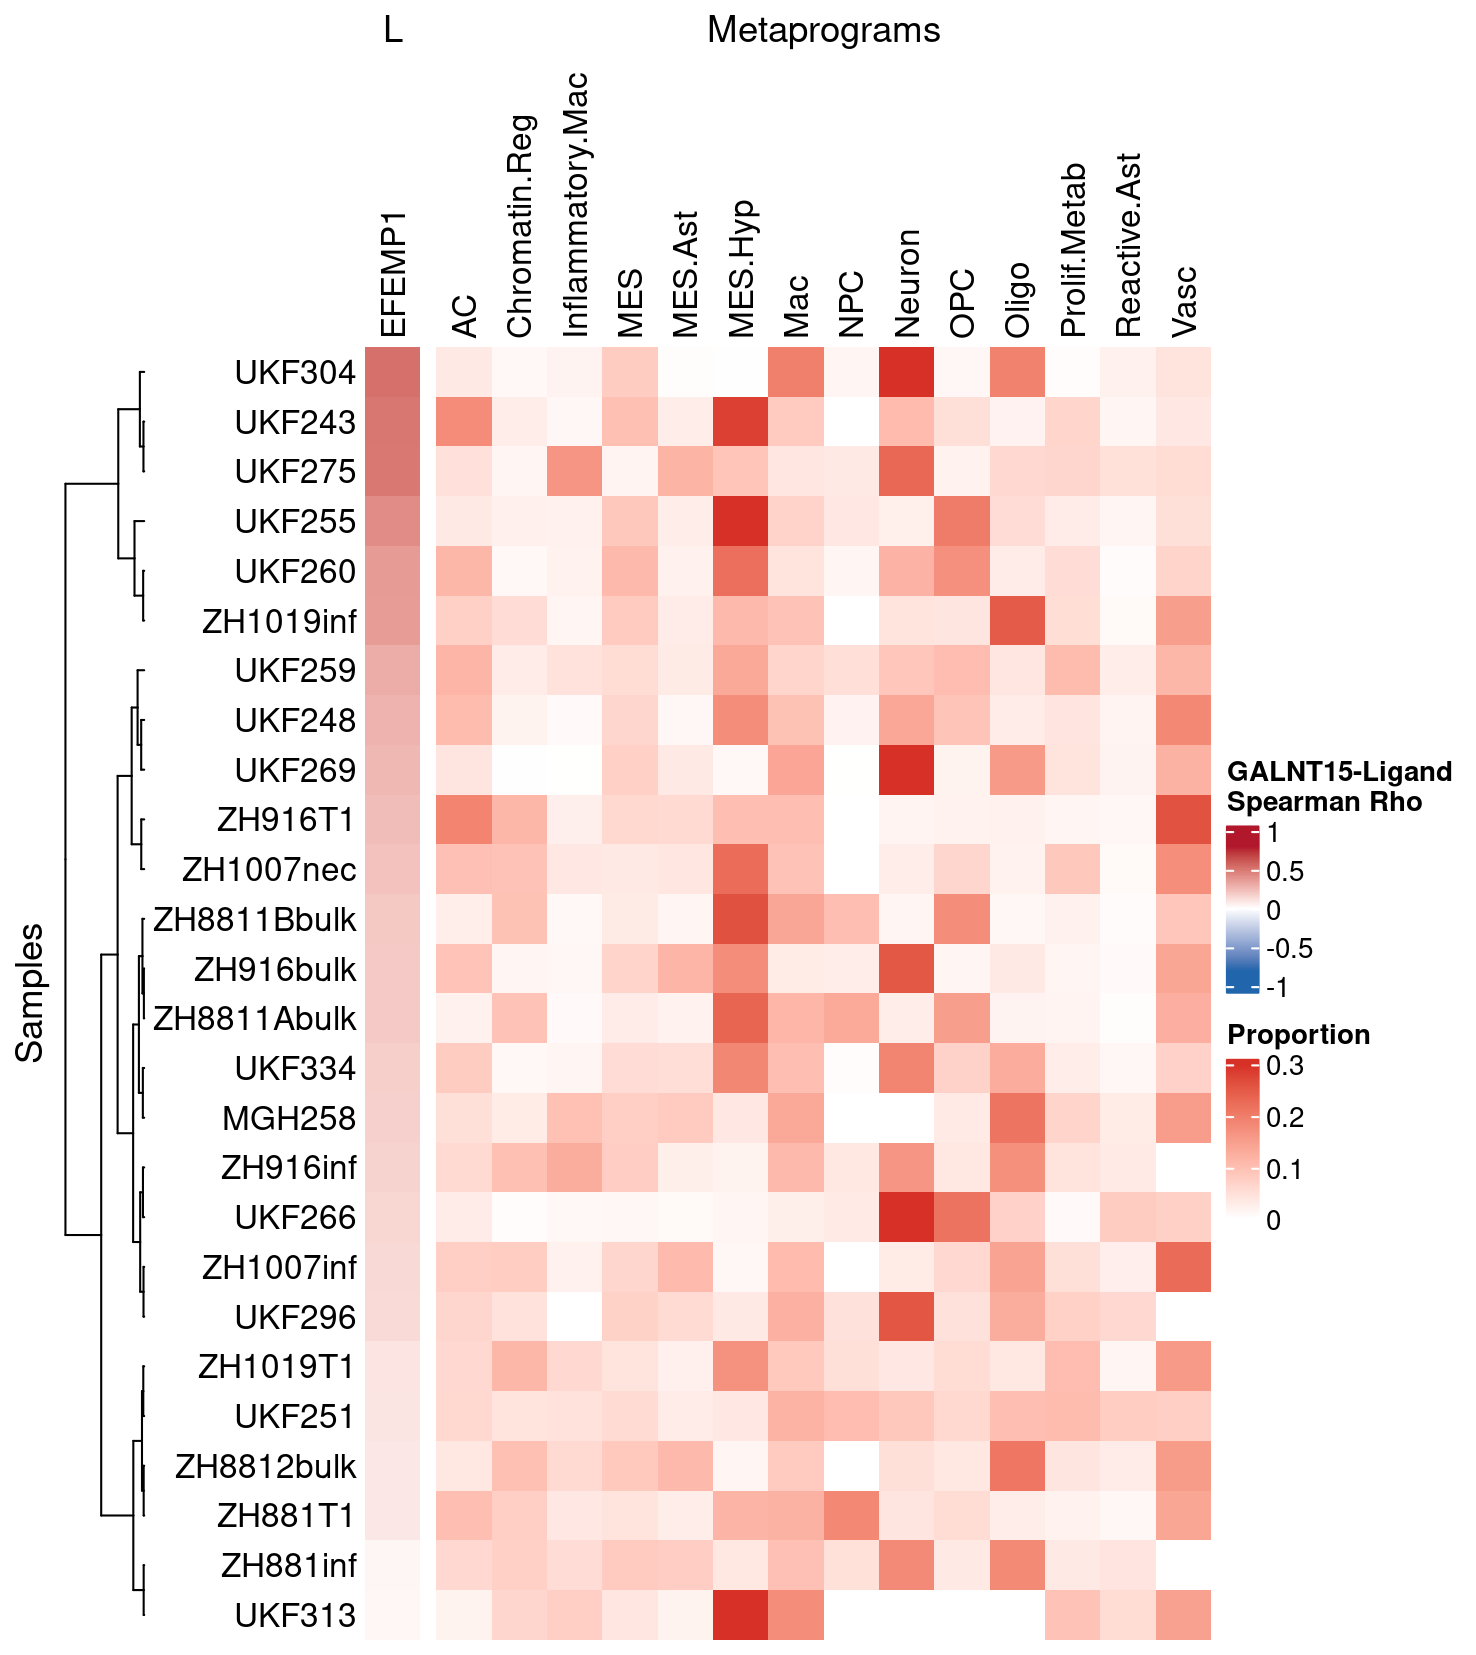 L
Metaprograms
EFEMP1
AC
Chromatin.Reg
Inflammatory.Mac
MES
MES.Ast
MES.Hyp
Mac
NPC
Neuron
OPC
Oligo
Prolif.Metab
Reactive.Ast
Vasc
Samples
UKF304
UKF243
UKF275
UKF255
UKF260
ZH1019inf
UKF259
UKF248
UKF269
ZH916T1
ZH1007nec
ZH8811Bbulk
ZH916bulk
ZH8811Abulk
UKF334
MGH258
ZH916inf
UKF266
ZH1007inf
UKF296
ZH1019T1
UKF251
ZH8812bulk
ZH881T1
ZH881inf
UKF313
GALNT15-Ligand
Spearman Rho
1
0.5
0
-0.5
-1
Proportion
0.3
0.2
0.1
0